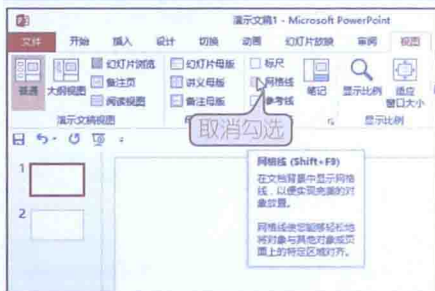 演示文稿1 - Microsoft PowerPoint
文件 开始 插入 设计 切换 动画 幻灯片放映 审阅 视图
普通 大纲视图 幻灯片浏览 备注页 阅读视图
幻灯片母版 讲义母版 备注母版
标尺 网格线 参考线
笔记 显示比例 适应窗口大小
演示文稿视图 显示比例
取消勾选
网格线 (Shift+F9)
在文档背景中显示网格
线，以便实现完美的对
象放置。
网格线使您能够轻松地
将对象与其他对象或页
面上的特定区域对齐。
1
2